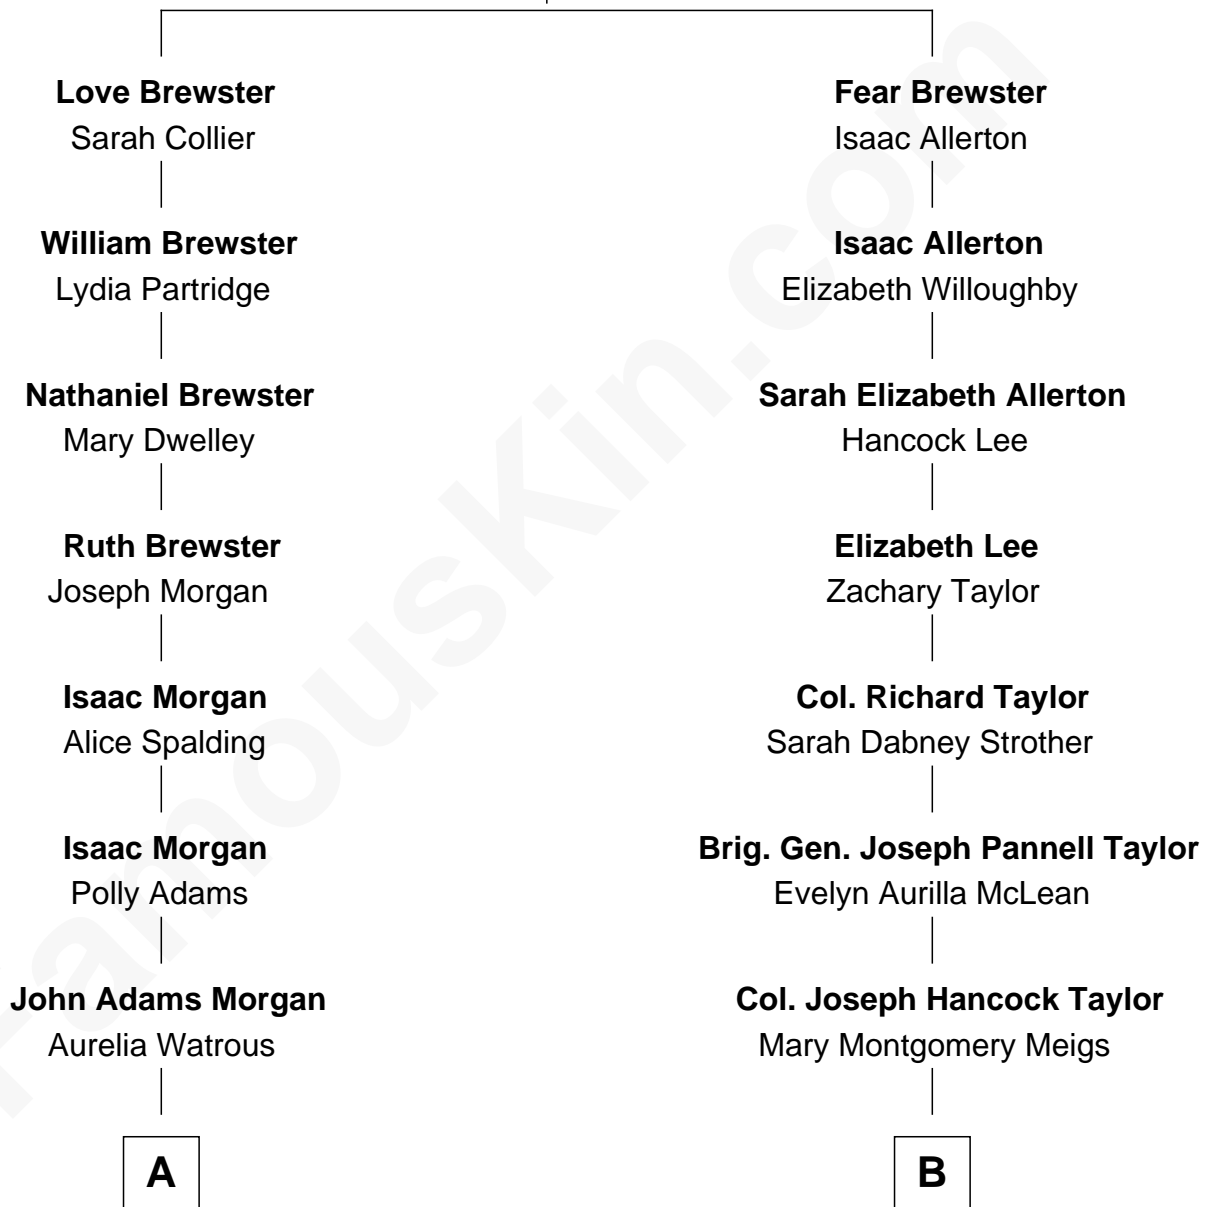 Love Brewster
Sarah Collier
William Brewster
Lydia Partridge
Nathaniel Brewster
Mary Dwelley
Ruth Brewster
Joseph Morgan
Isaac Morgan
Alice Spalding
Isaac Morgan
Polly Adams
John Adams Morgan
Aurelia Watrous
A
Fear Brewster
Isaac Allerton
Isaac Allerton
Elizabeth Willoughby
Sarah Elizabeth Allerton
Hancock Lee
Elizabeth Lee
Zachary Taylor
Col. Richard Taylor
Sarah Dabney Strother
Brig. Gen. Joseph Pannell Taylor
Evelyn Aurilla McLean
Col. Joseph Hancock Taylor
Mary Montgomery Meigs
B
FamousKin.com